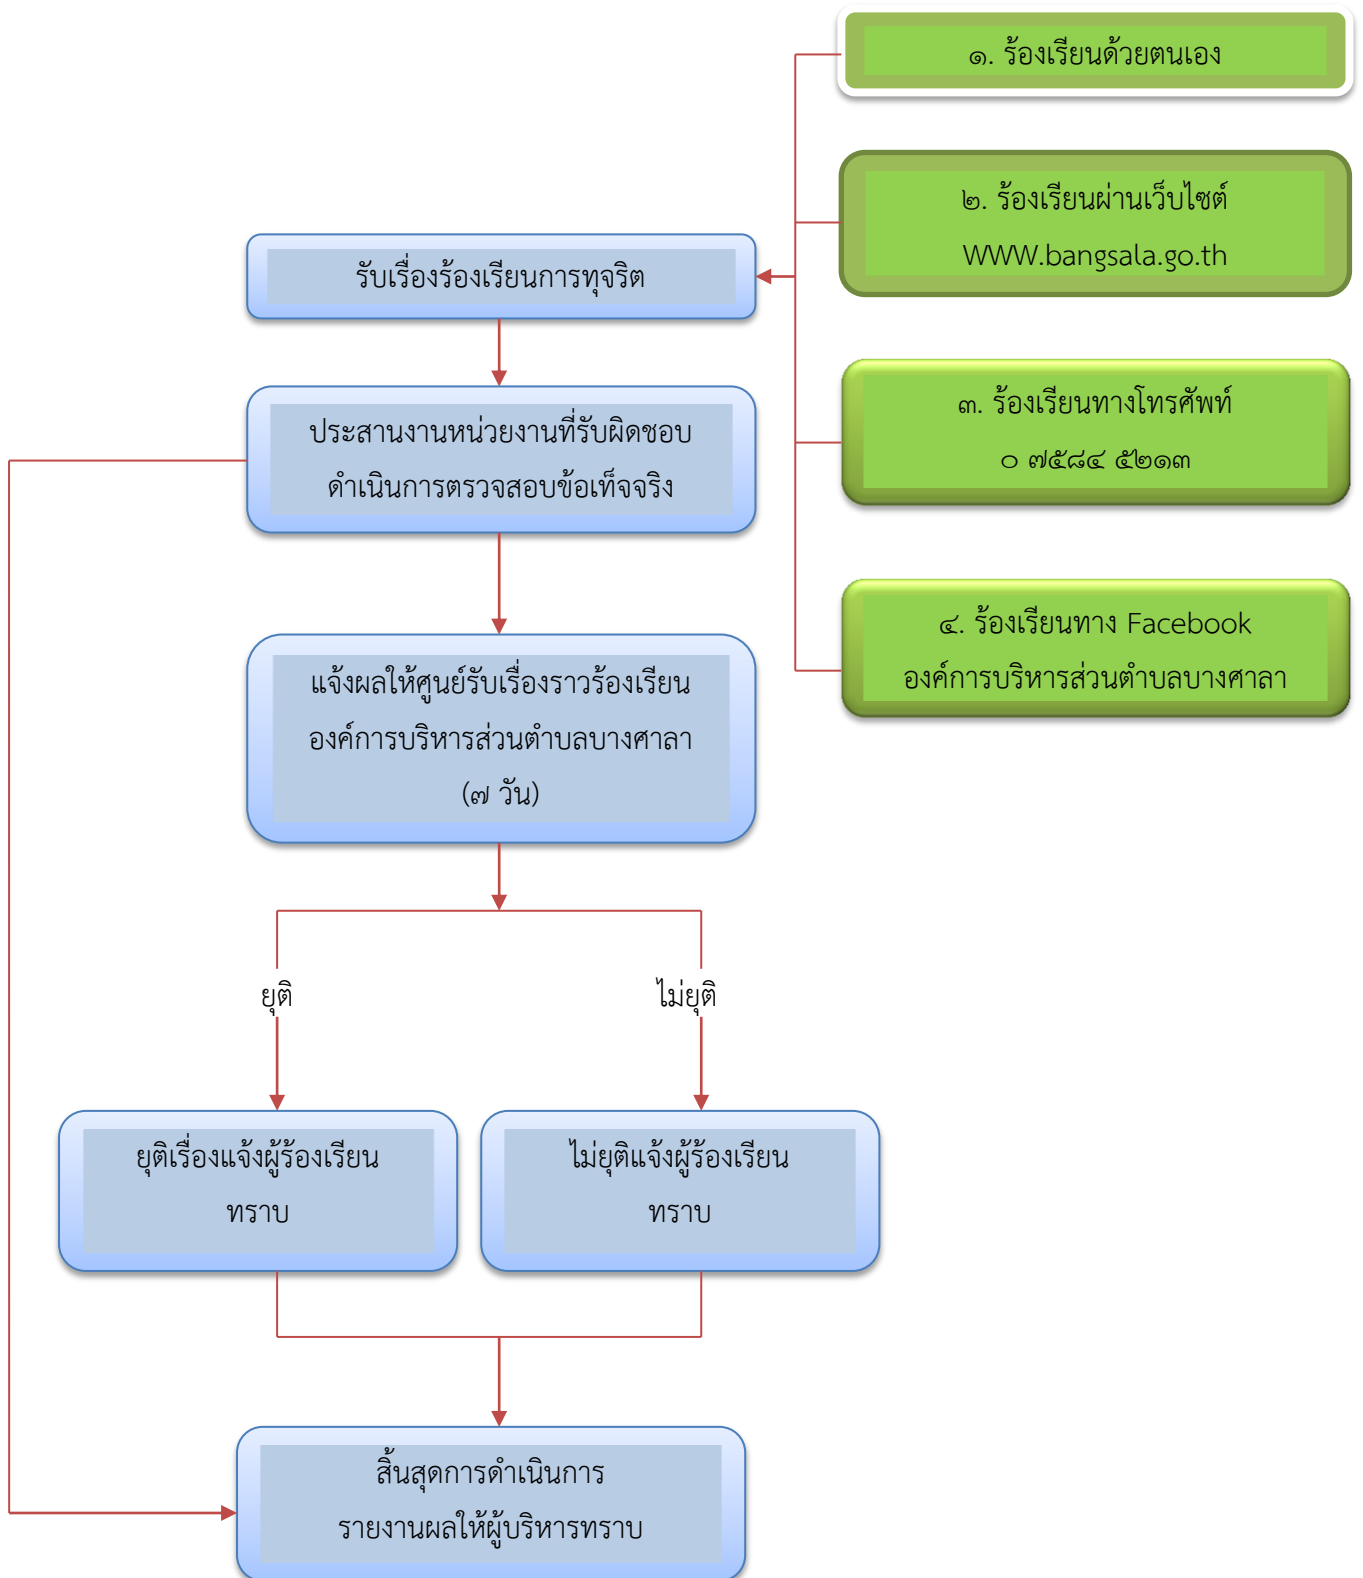 ๑. ร้องเรียนด้วยตนเอง
๒. ร้องเรียนผ่านเว็บไซต์
WWW.bangsala.go.th
รับเรื่องร้องเรียนการทุจริต
๓. ร้องเรียนทางโทรศัพท์
๐ ๗๕๘๔ ๕๒๑๓
ประสานงานหน่วยงานที่รับผิดชอบ
ดำเนินการตรวจสอบข้อเท็จจริง
๔. ร้องเรียนทาง Facebook
องค์การบริหารส่วนตำบลบางศาลา
แจ้งผลให้ศูนย์รับเรื่องราวร้องเรียน
องค์การบริหารส่วนตำบลบางศาลา
(๗ วัน)
ยุติ
ไม่ยุติ
ยุติเรื่องแจ้งผู้ร้องเรียน
ทราบ
ไม่ยุติแจ้งผู้ร้องเรียน
ทราบ
สิ้นสุดการดำเนินการ
รายงานผลให้ผู้บริหารทราบ